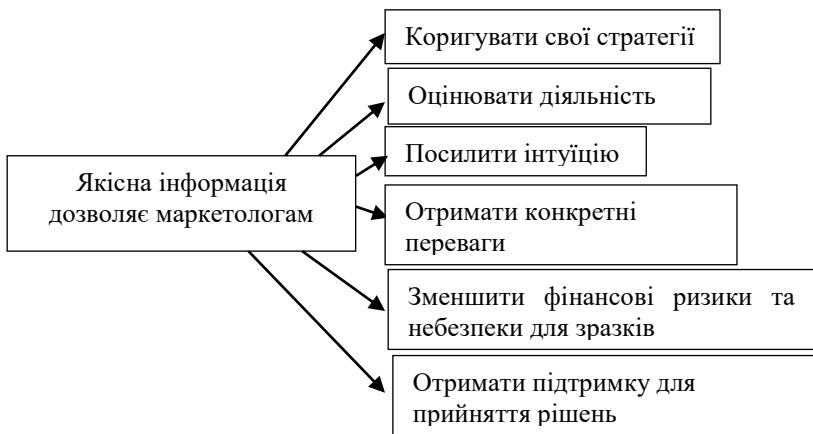 Якісна інформація
дозволяє маркетологам
Коригувати свої стратегії
Оцінювати діяльність
Посилити інтуїцію
Отримати конкретні
переваги
Зменшити фінансові ризики та
небезпеки для зразків
Отримати підтримку для
прийняття рішень